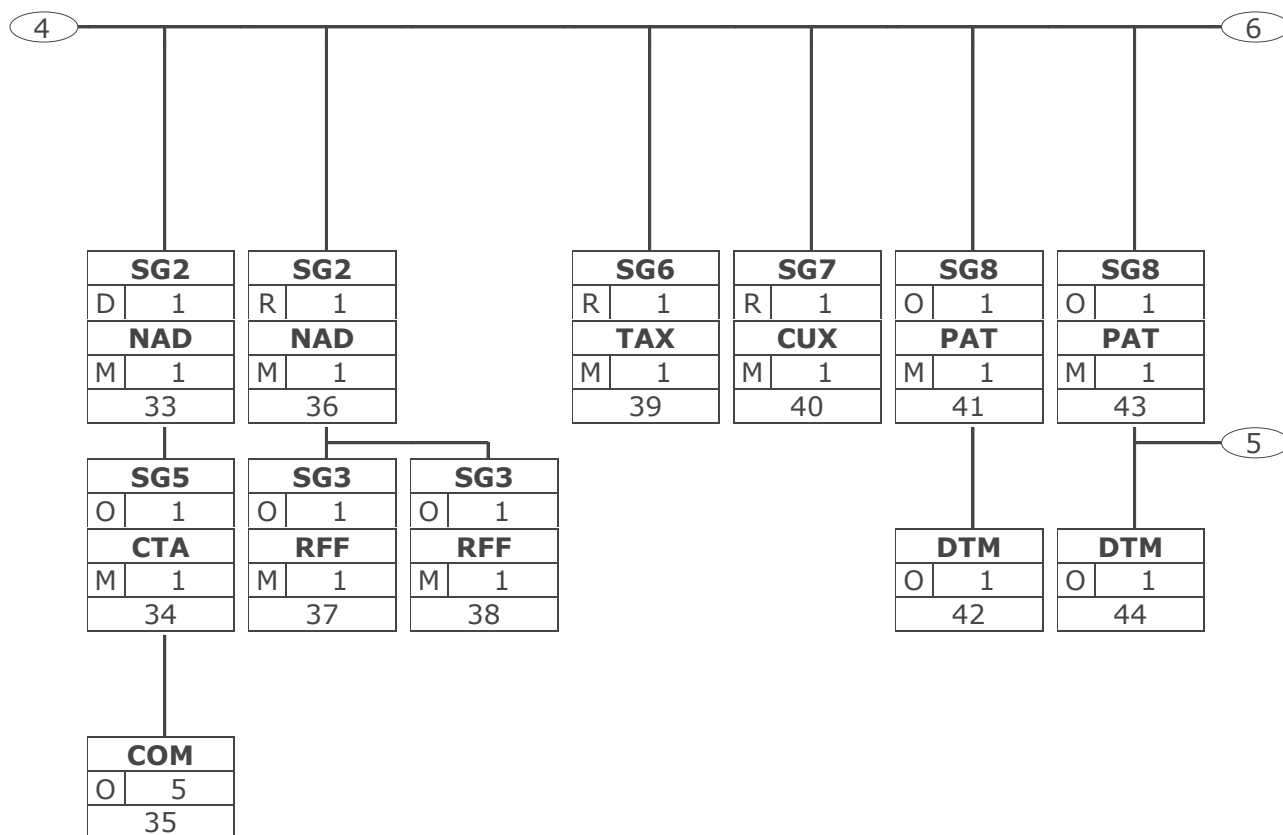 4 6
SG2 SG2 SG6 SG7 SG8 SG8
D 1 R 1 R 1 R 1 O 1 O 1
NAD NAD TAX CUX PAT PAT
M 1 M 1 M 1 M 1 M 1 M 1
33 36 39 40 41 43
5
SG5 SG3 SG3
O 1 O 1 O 1
CTA RFF RFF DTM DTM
M 1 M 1 M 1 O 1 O 1
34 37 38 42 44
COM
O 5
35